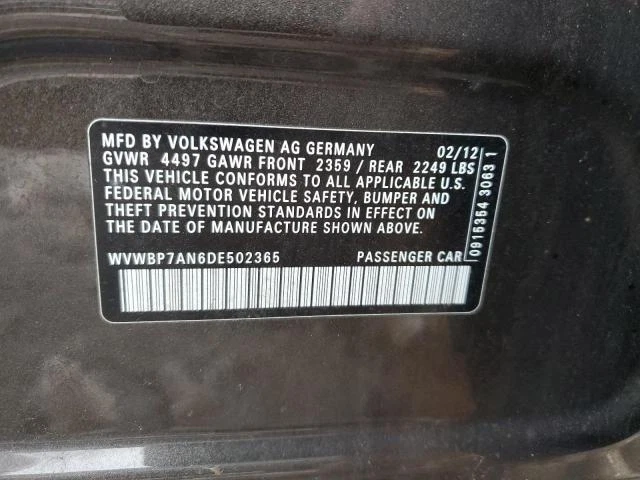 MFD BY VOLKSWAGEN AG GERMANY 02/12
GVWR 4497 GAWR FRONT 2359 / REAR 2249 LBS
THIS VEHICLE CONFORMS TO ALL APPLICABLE U.S.
FEDERAL MOTOR VEHICLE SAFETY, BUMPER AND
THEFT PREVENTION STANDARDS IN EFFECT ON
THE DATE OF MANUFACTURE SHOWN ABOVE.
WVWBP7AN6DE502365 PASSENGER CAR
0915354 3063 1